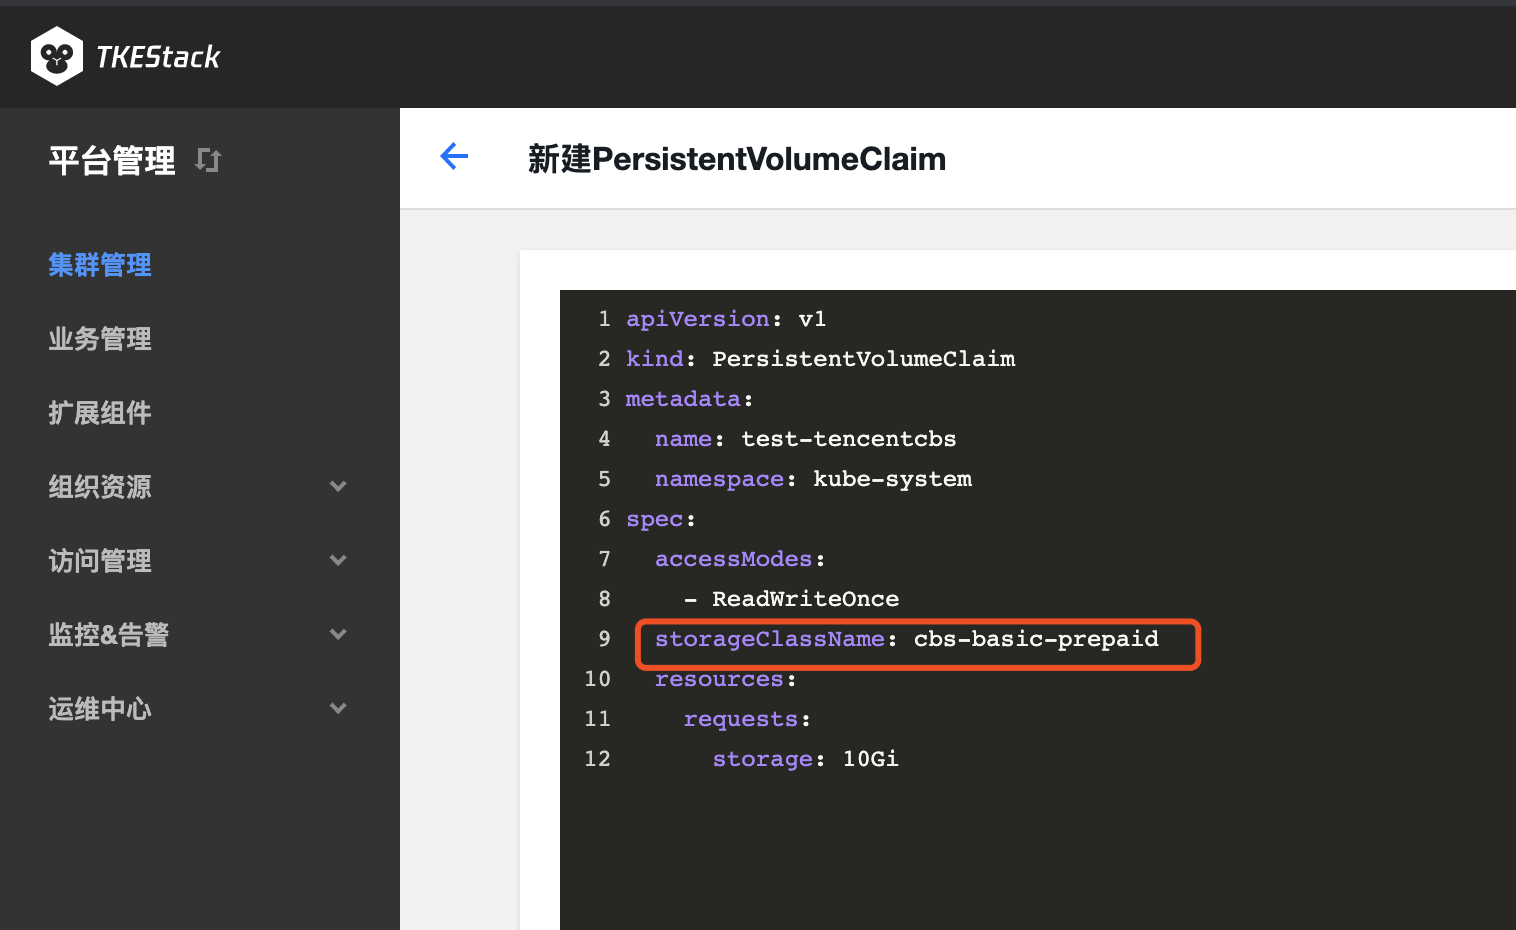 TKEStack
平台管理
集群管理
业务管理
扩展组件
组织资源
访问管理
监控&告警
运维中心
新建PersistentVolumeClaim
1 apiVersion: v1
2 kind: PersistentVolumeClaim
3 metadata:
4   name: test-tencentcbs
5   namespace: kube-system
6 spec:
7   accessModes:
8     - ReadWriteOnce
9   storageClassName: cbs-basic-prepaid
10   resources:
11     requests:
12       storage: 10Gi